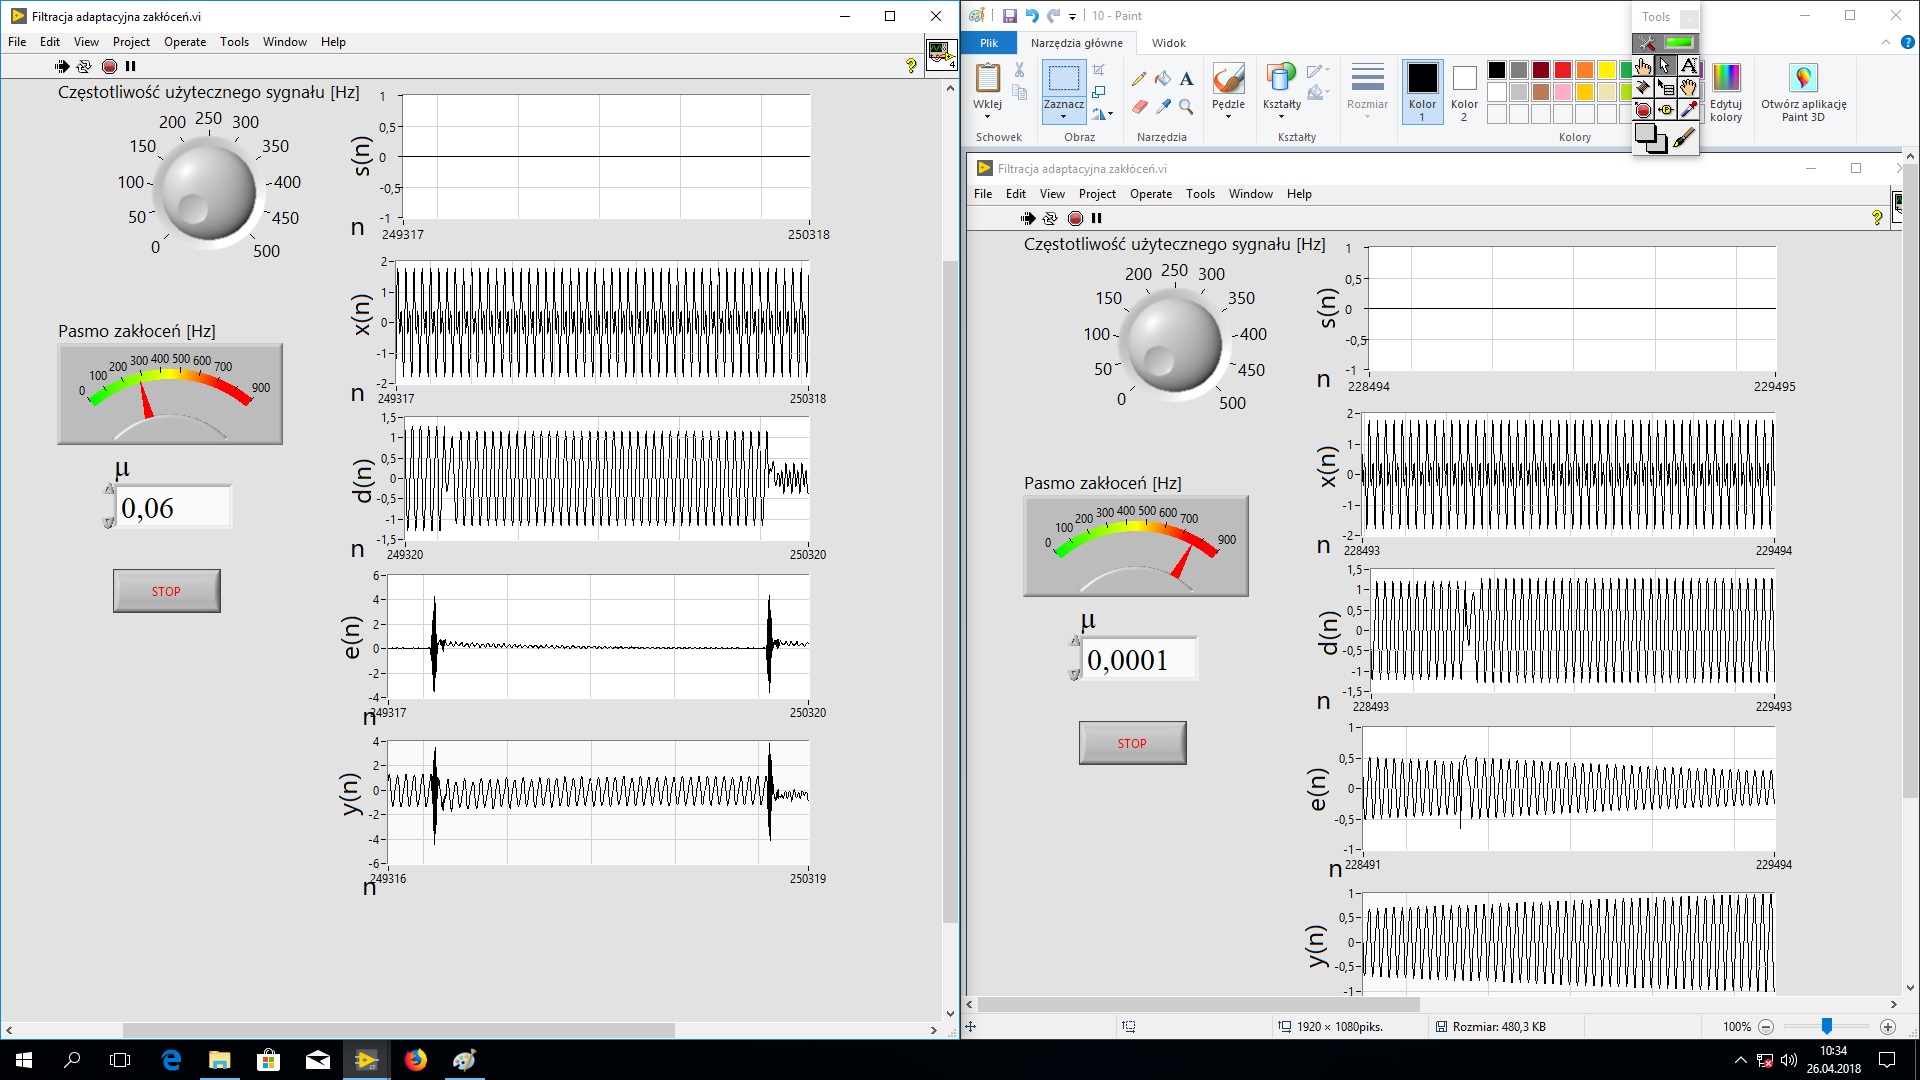 Filtracja adaptacyjna zakłóceń.vi
File Edit View Project Operate Tools Window Help
4
Częstotliwość użytecznego sygnału [Hz]
0 50 100 150 200 250 300 350 400 450 500
s(n)
1
0,5
0
-0,5
-1
n
249317 250318
x(n)
2
1
0
-1
-2
n
249317 250318
Pasmo zakłoceń [Hz]
0 100 200 300 400 500 600 700 900
μ
0,06
STOP
d(n)
1,5
1
0,5
0
-0,5
-1
-1,5
n
249320 250320
e(n)
6
4
2
0
-2
-4
n
249317 250320
y(n)
4
2
0
-2
-4
-6
n
249316 250319
10 - Paint
Plik Narzędzia główne Widok
Wklej
Schowek
Zaznacz
Obraz
Narzędzia
Pędzle
Kształty
Kształty
Rozmiar
Kolor 1
Kolor 2
Kolory
Edytuj kolory
Otwórz aplikację Paint 3D
Tools
Filtracja adaptacyjna zakłóceń.vi
File Edit View Project Operate Tools Window Help
Częstotliwość użytecznego sygnału [Hz]
0 50 100 150 200 250 300 350 400 450 500
s(n)
1
0,5
0
-0,5
-1
n
228494 229495
x(n)
2
1
0
-1
-2
n
228493 229494
Pasmo zakłoceń [Hz]
0 100 200 300 400 500 600 700 900
μ
0,0001
STOP
d(n)
1,5
1
0,5
0
-0,5
-1
-1,5
n
228493 229493
e(n)
1
0,5
0
-0,5
-1
n
228491 229494
y(n)
1
0,5
0
-0,5
-1
1920 × 1080piks.
Rozmiar: 480,3 KB
100%
10:34
26.04.2018